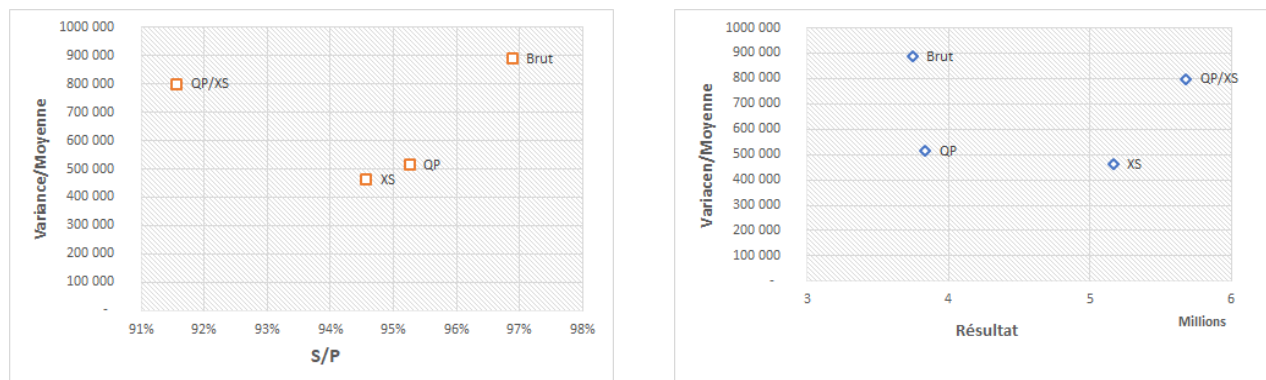 1000 000
900 000
800 000
700 000
600 000
500 000
400 000
300 000
200 000
100 000
-
Variance/Moyenne
QP/XS
Brut
XS
QP
91% 92% 93% 94% 95% 96% 97% 98%
S/P
1000 000
900 000
800 000
700 000
600 000
500 000
400 000
300 000
200 000
100 000
-
Variacen/Moyenne
Brut
QP/XS
QP
XS
3 4 5 6
Millions
Résultat